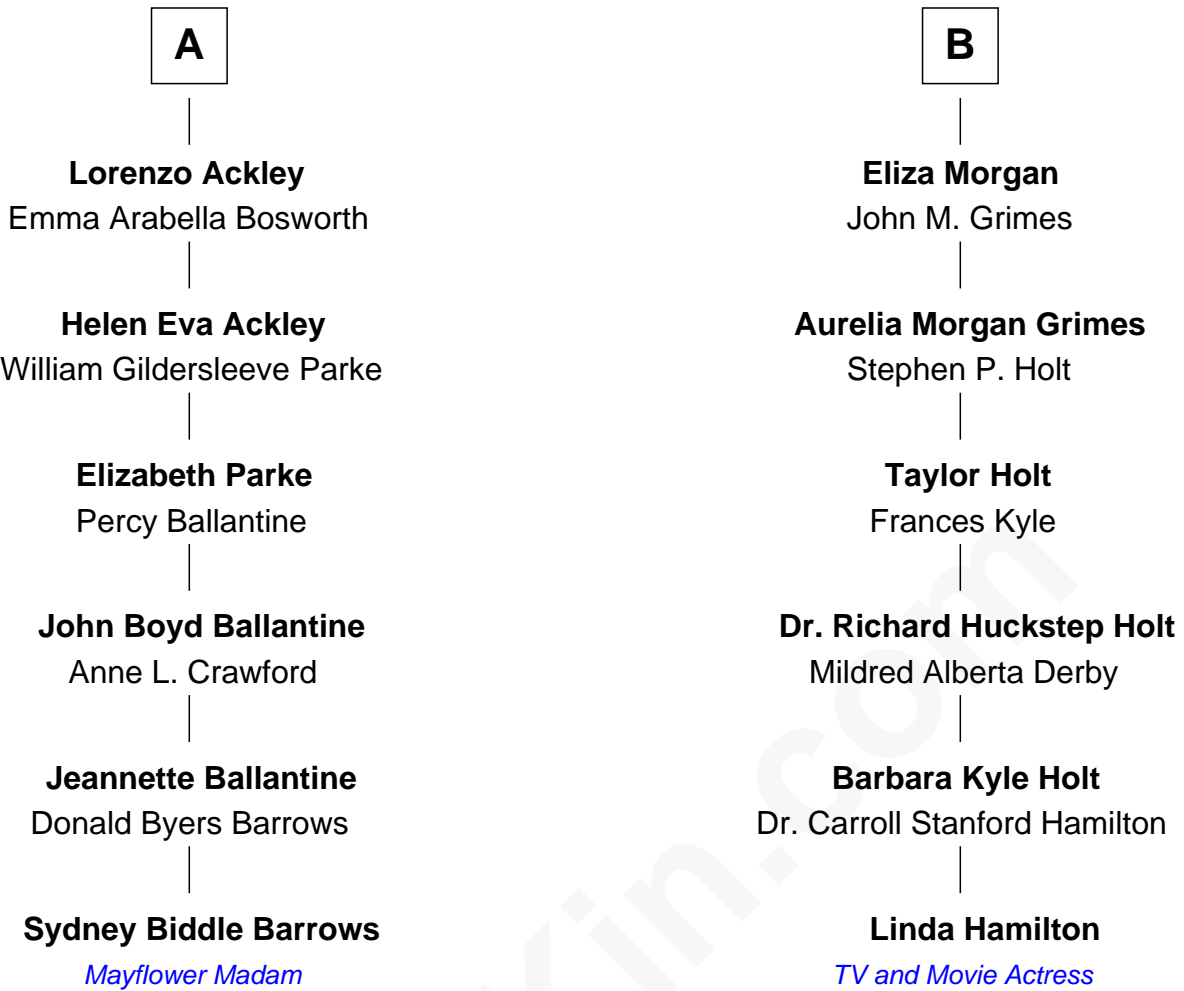 A
Lorenzo Ackley
Emma Arabella Bosworth
Helen Eva Ackley
William Gildersleeve Parke
Elizabeth Parke
Percy Ballantine
John Boyd Ballantine
Anne L. Crawford
Jeannette Ballantine
Donald Byers Barrows
Sydney Biddle Barrows
Mayflower Madam
B
Eliza Morgan
John M. Grimes
Aurelia Morgan Grimes
Stephen P. Holt
Taylor Holt
Frances Kyle
Dr. Richard Huckstep Holt
Mildred Alberta Derby
Barbara Kyle Holt
Dr. Carroll Stanford Hamilton
Linda Hamilton
TV and Movie Actress